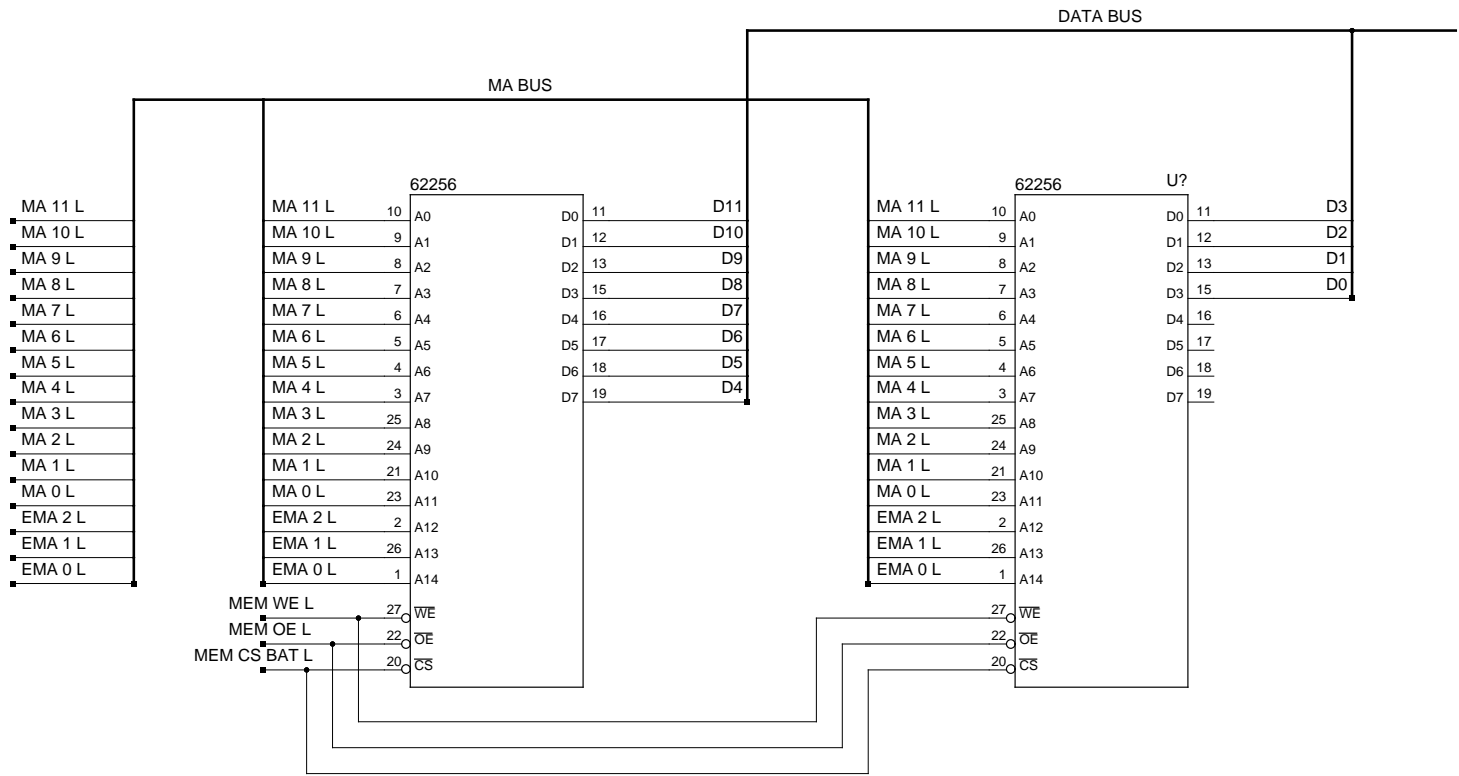 DATA BUS
MA BUS
62256 62256 U?
MA 11 L MA 11 L 10 A0 D0 11 D11 MA 11 L 10 A0 D0 11 D3
MA 10 L MA 10 L 9 A1 D1 12 D10 MA 10 L 9 A1 D1 12 D2
MA 9 L MA 9 L 8 A2 D2 13 D9 MA 9 L 8 A2 D2 13 D1
MA 8 L MA 8 L 7 A3 D3 15 D8 MA 8 L 7 A3 D3 15 D0
MA 7 L MA 7 L 6 A4 D4 16 D7 MA 7 L 6 A4 D4 16
MA 6 L MA 6 L 5 A5 D5 17 D6 MA 6 L 5 A5 D5 17
MA 5 L MA 5 L 4 A6 D6 18 D5 MA 5 L 4 A6 D6 18
MA 4 L MA 4 L 3 A7 D7 19 D4 MA 4 L 3 A7 D7 19
MA 3 L MA 3 L 25 A8 MA 3 L 25 A8
MA 2 L MA 2 L 24 A9 MA 2 L 24 A9
MA 1 L MA 1 L 21 A10 MA 1 L 21 A10
MA 0 L MA 0 L 23 A11 MA 0 L 23 A11
EMA 2 L EMA 2 L 2 A12 EMA 2 L 2 A12
EMA 1 L EMA 1 L 26 A13 EMA 1 L 26 A13
EMA 0 L EMA 0 L 1 A14 EMA 0 L 1 A14
MEM WE L 27 WE 27 WE
MEM OE L 22 OE 22 OE
MEM CS BAT L 20 CS 20 CS